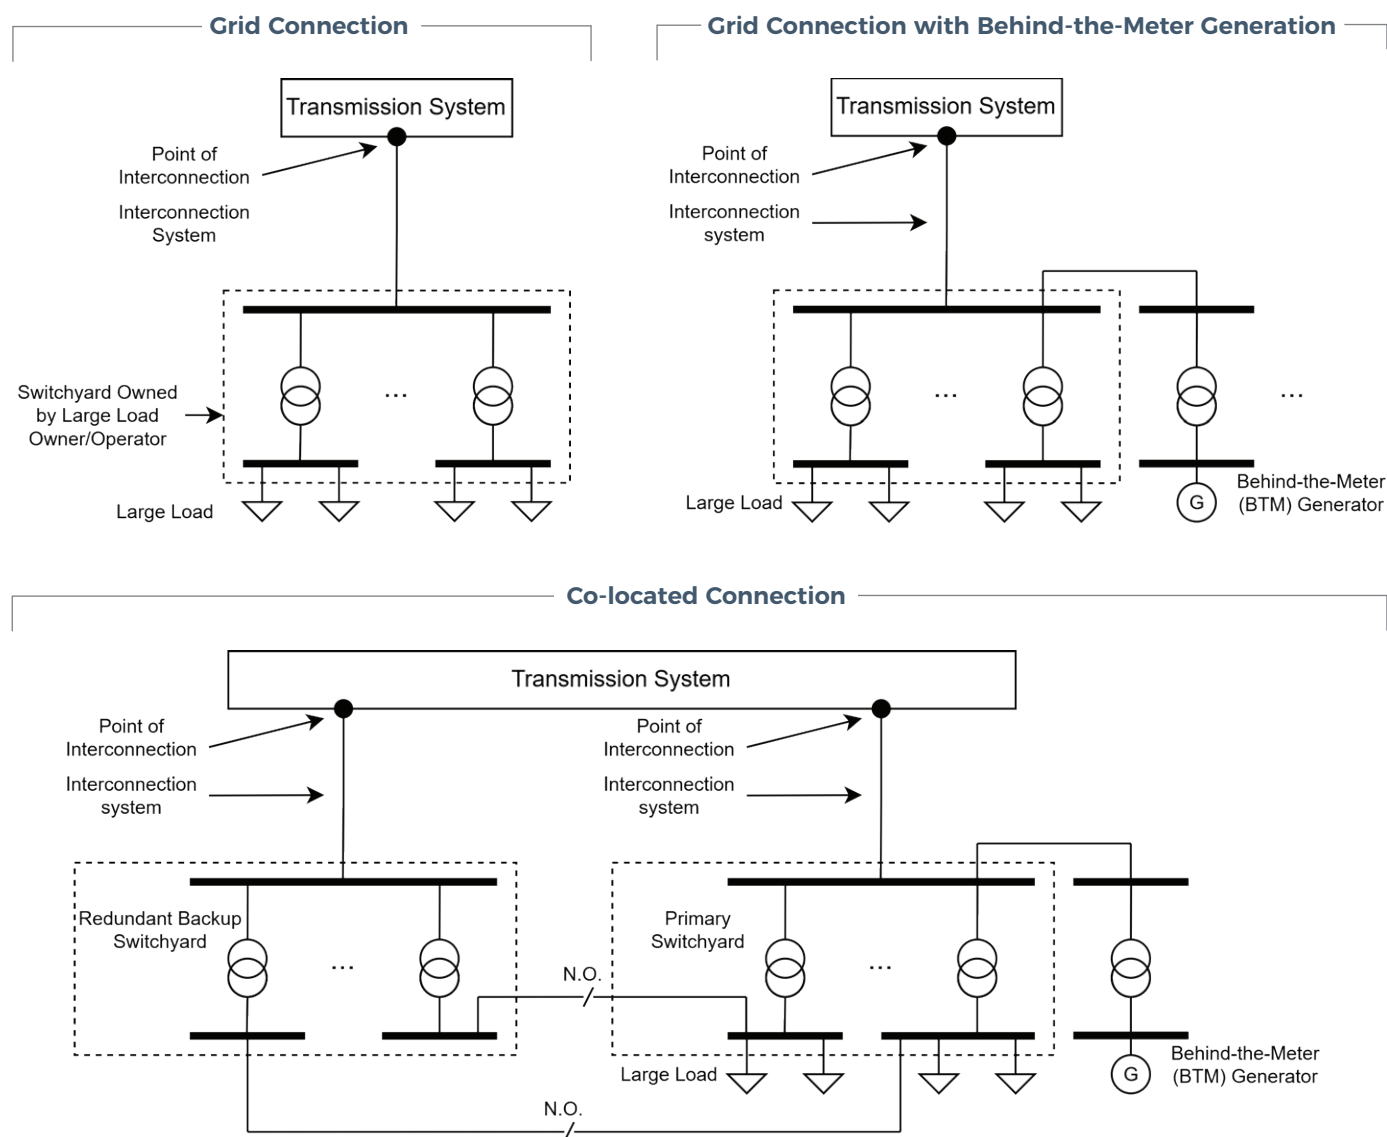 Grid Connection
Transmission System
Point of
Interconnection
Interconnection
System
Switchyard Owned
by Large Load
Owner/Operator
...
Large Load
Grid Connection with Behind-the-Meter Generation
Transmission System
Point of
Interconnection
Interconnection
system
...
...
Large Load
G
Behind-the-Meter
(BTM) Generator
Co-located Connection
Transmission System
Point of
Interconnection
Interconnection
system
Point of
Interconnection
Interconnection
system
Redundant Backup
Switchyard
...
N.O.
Primary
Switchyard
...
Large Load
G
Behind-the-Meter
(BTM) Generator
N.O.